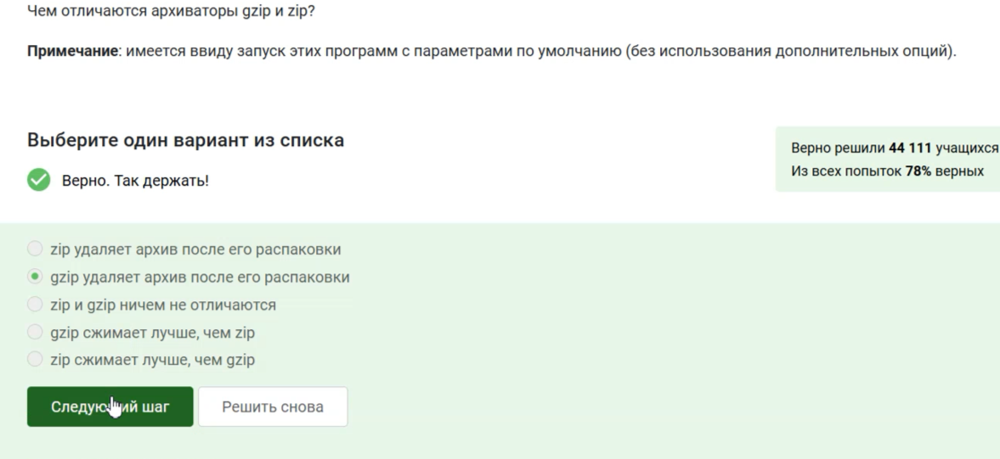 Чем отличаются архиваторы gzip и zip?
Примечание: имеется ввиду запуск этих программ с параметрами по умолчанию (без использования дополнительных опций).
Выберите один вариант из списка
Верно. Так держать!
Верно решили 44 111 учащихся
Из всех попыток 78% верных
zip удаляет архив после его распаковки
gzip удаляет архив после его распаковки
zip и gzip ничем не отличаются
gzip сжимает лучше, чем zip
zip сжимает лучше, чем gzip
Следующий шаг
Решить снова